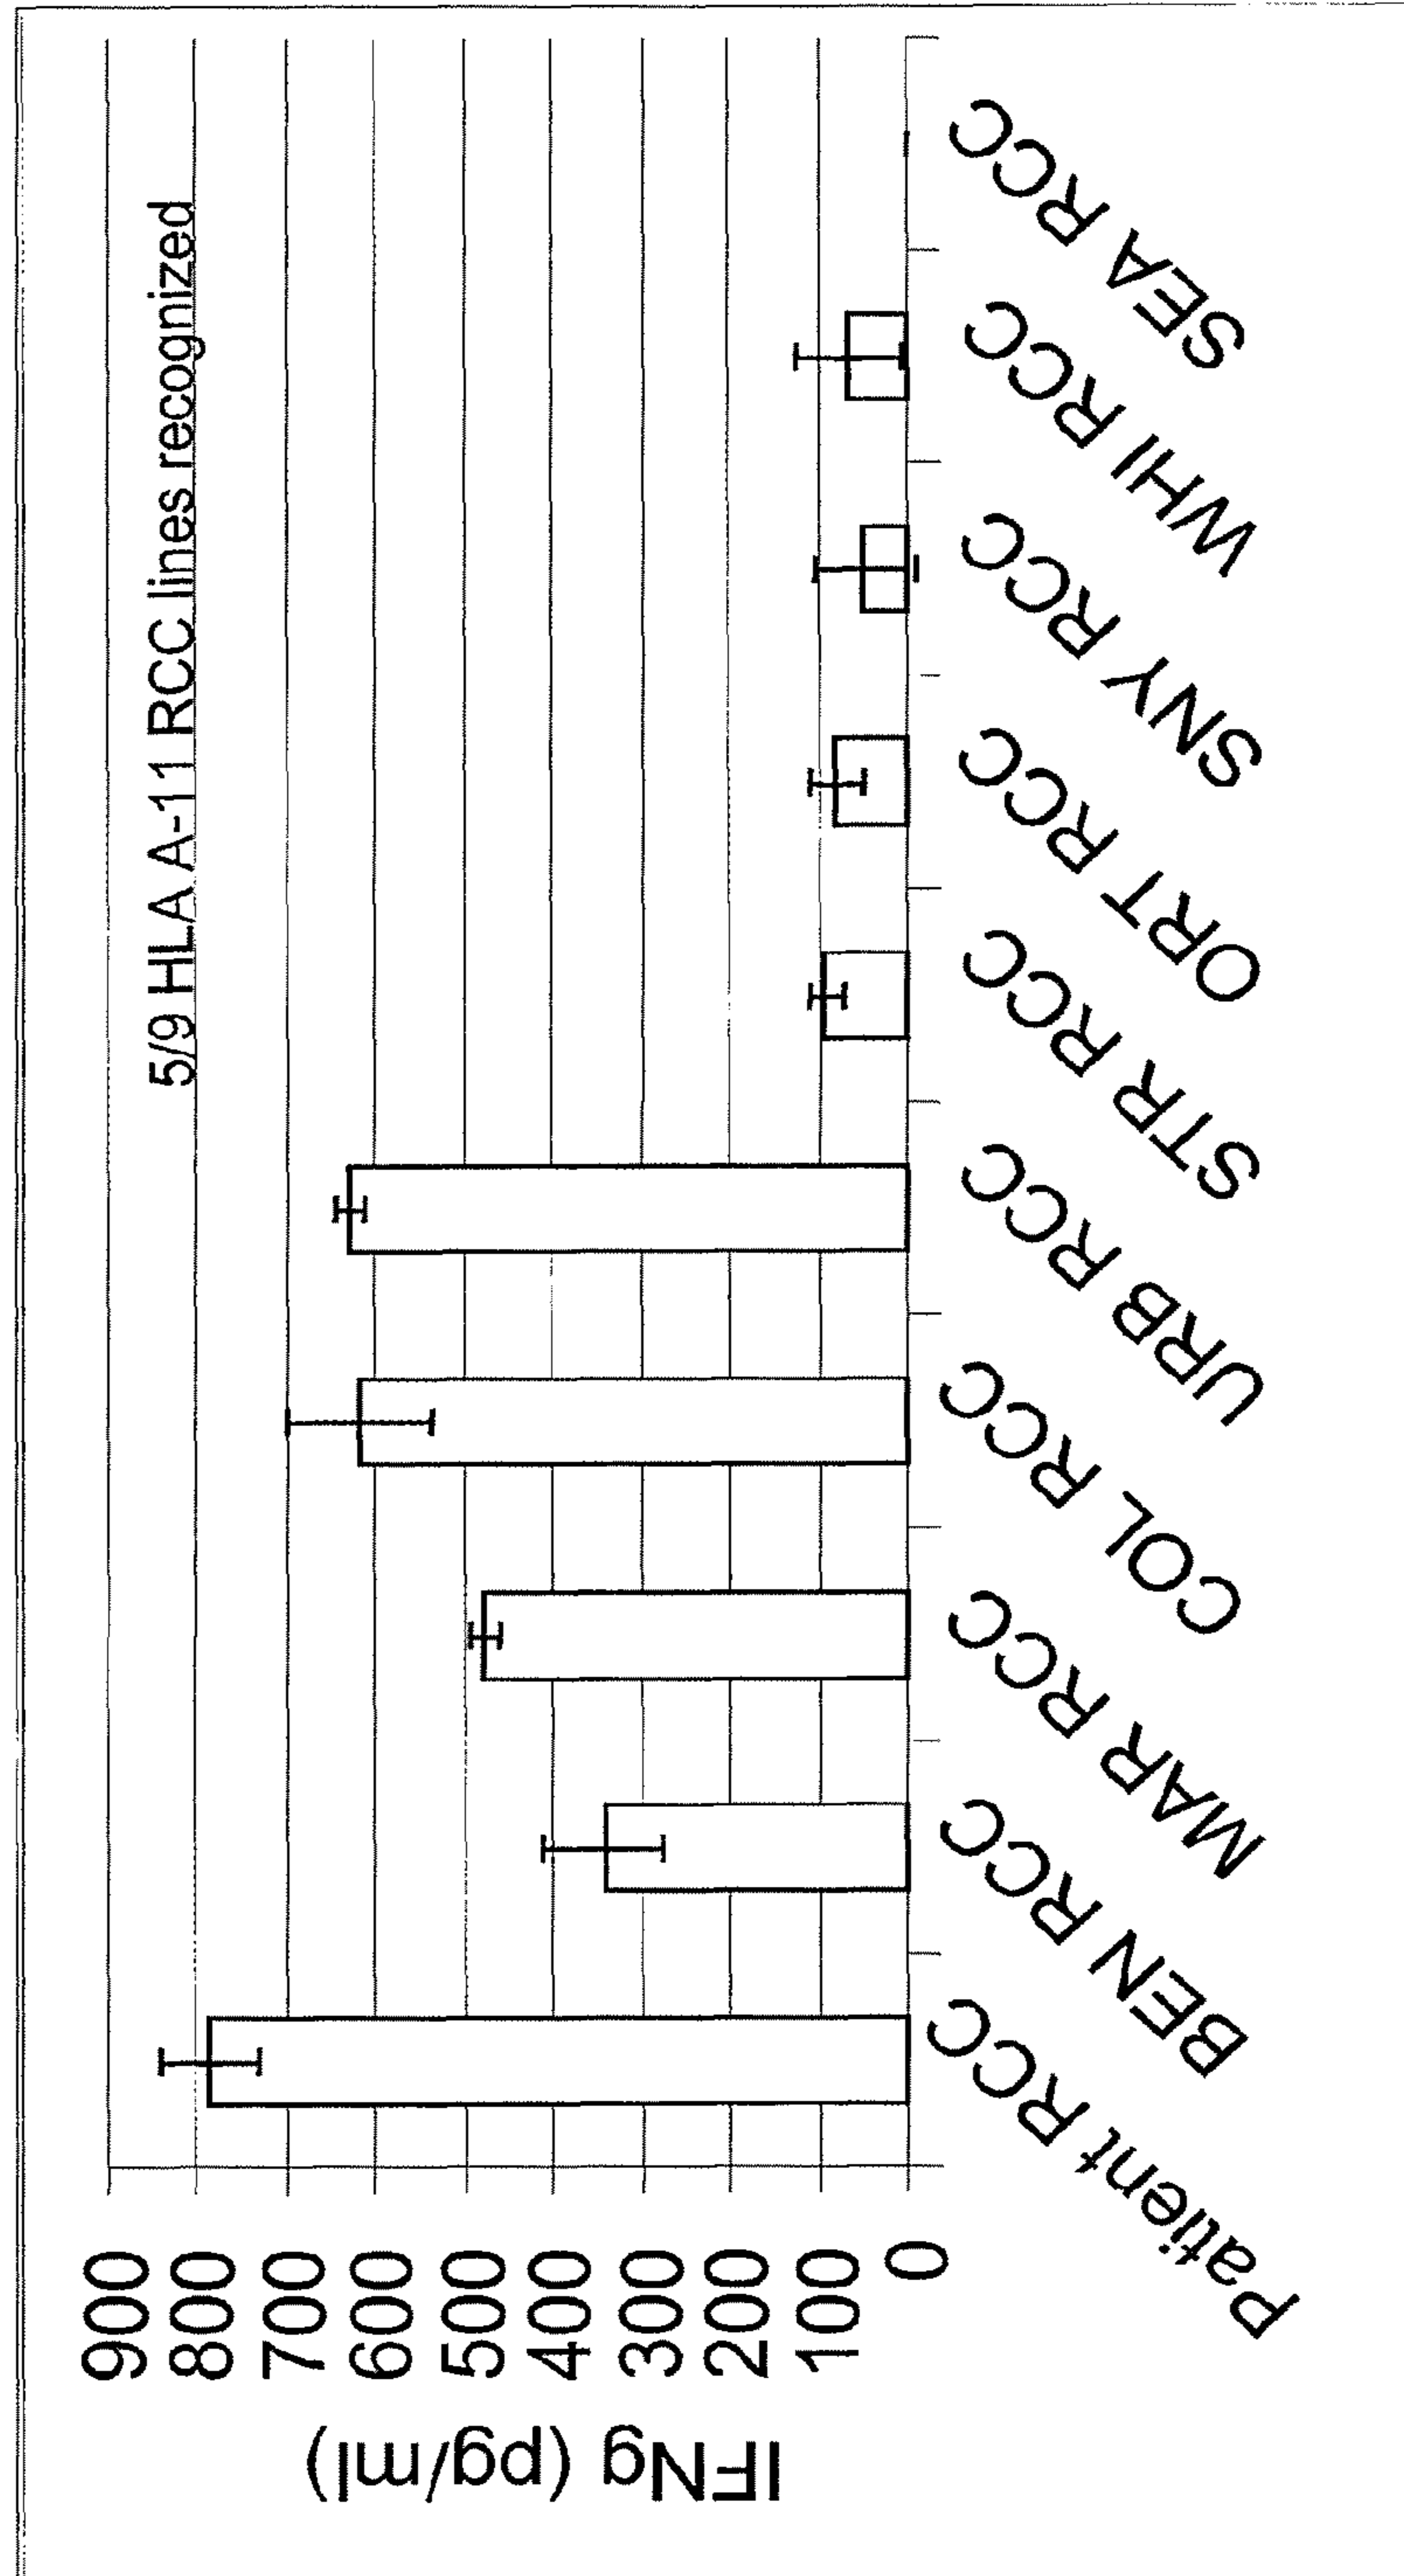 5/9 HLA A-11 RCC lines recognized
IFNg (pg/ml)
900
800
700
600
500
400
300
200
100
0
Patient RCC
BEN RCC
MAR RCC
COL RCC
URB RCC
STR RCC
ORT RCC
SNY RCC
WHI RCC
SEA RCC